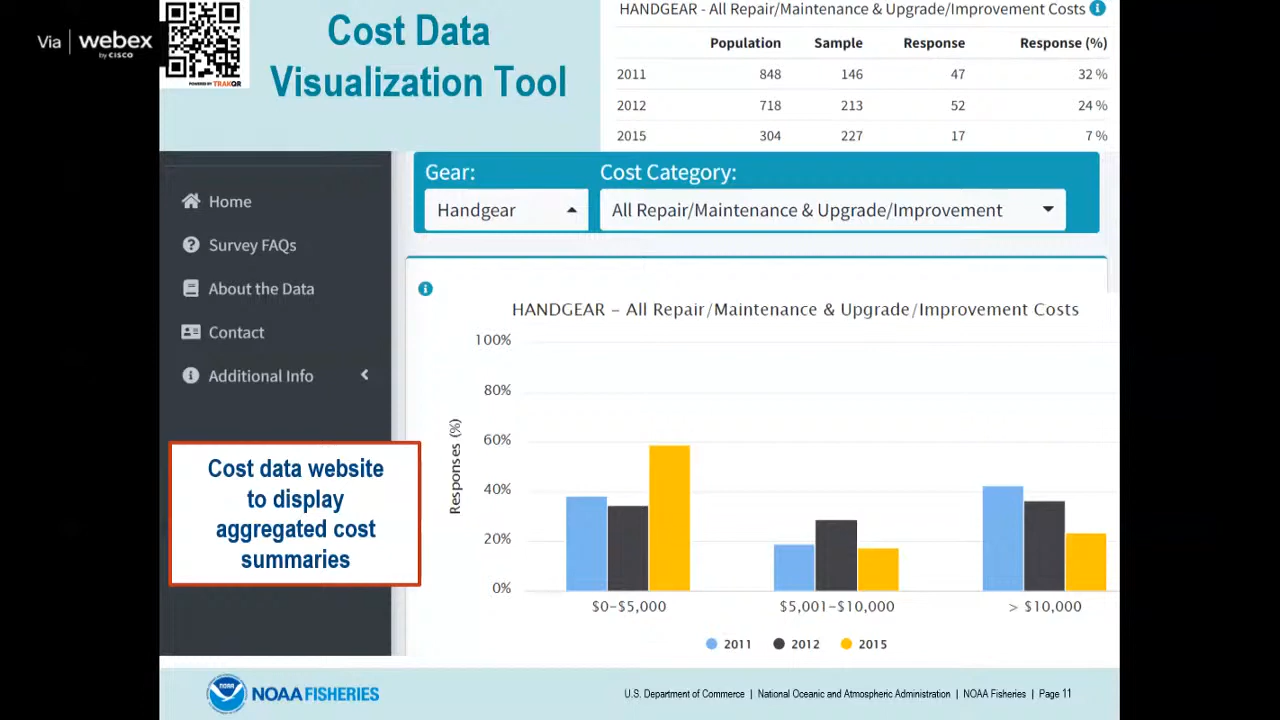 Via webex
by CISCO
POWERED BY TRAKQR
Cost Data
Visualization Tool
HANDGEAR - All Repair/Maintenance & Upgrade/Improvement Costs
Population Sample Response Response (%)
2011 848 146 47 32 %
2012 718 213 52 24 %
2015 304 227 17 7 %
Home
Survey FAQs
About the Data
Contact
Additional Info
Cost data website
to display
aggregated cost
summaries
Gear: Cost Category:
Handgear All Repair/Maintenance & Upgrade/Improvement
HANDGEAR – All Repair/Maintenance & Upgrade/Improvement Costs
Responses (%)
100%
80%
60%
40%
20%
0%
$0–$5,000 $5,001–$10,000 > $10,000
2011 2012 2015
NOAA
NOAA FISHERIES
U.S. Department of Commerce | National Oceanic and Atmospheric Administration | NOAA Fisheries | Page 11